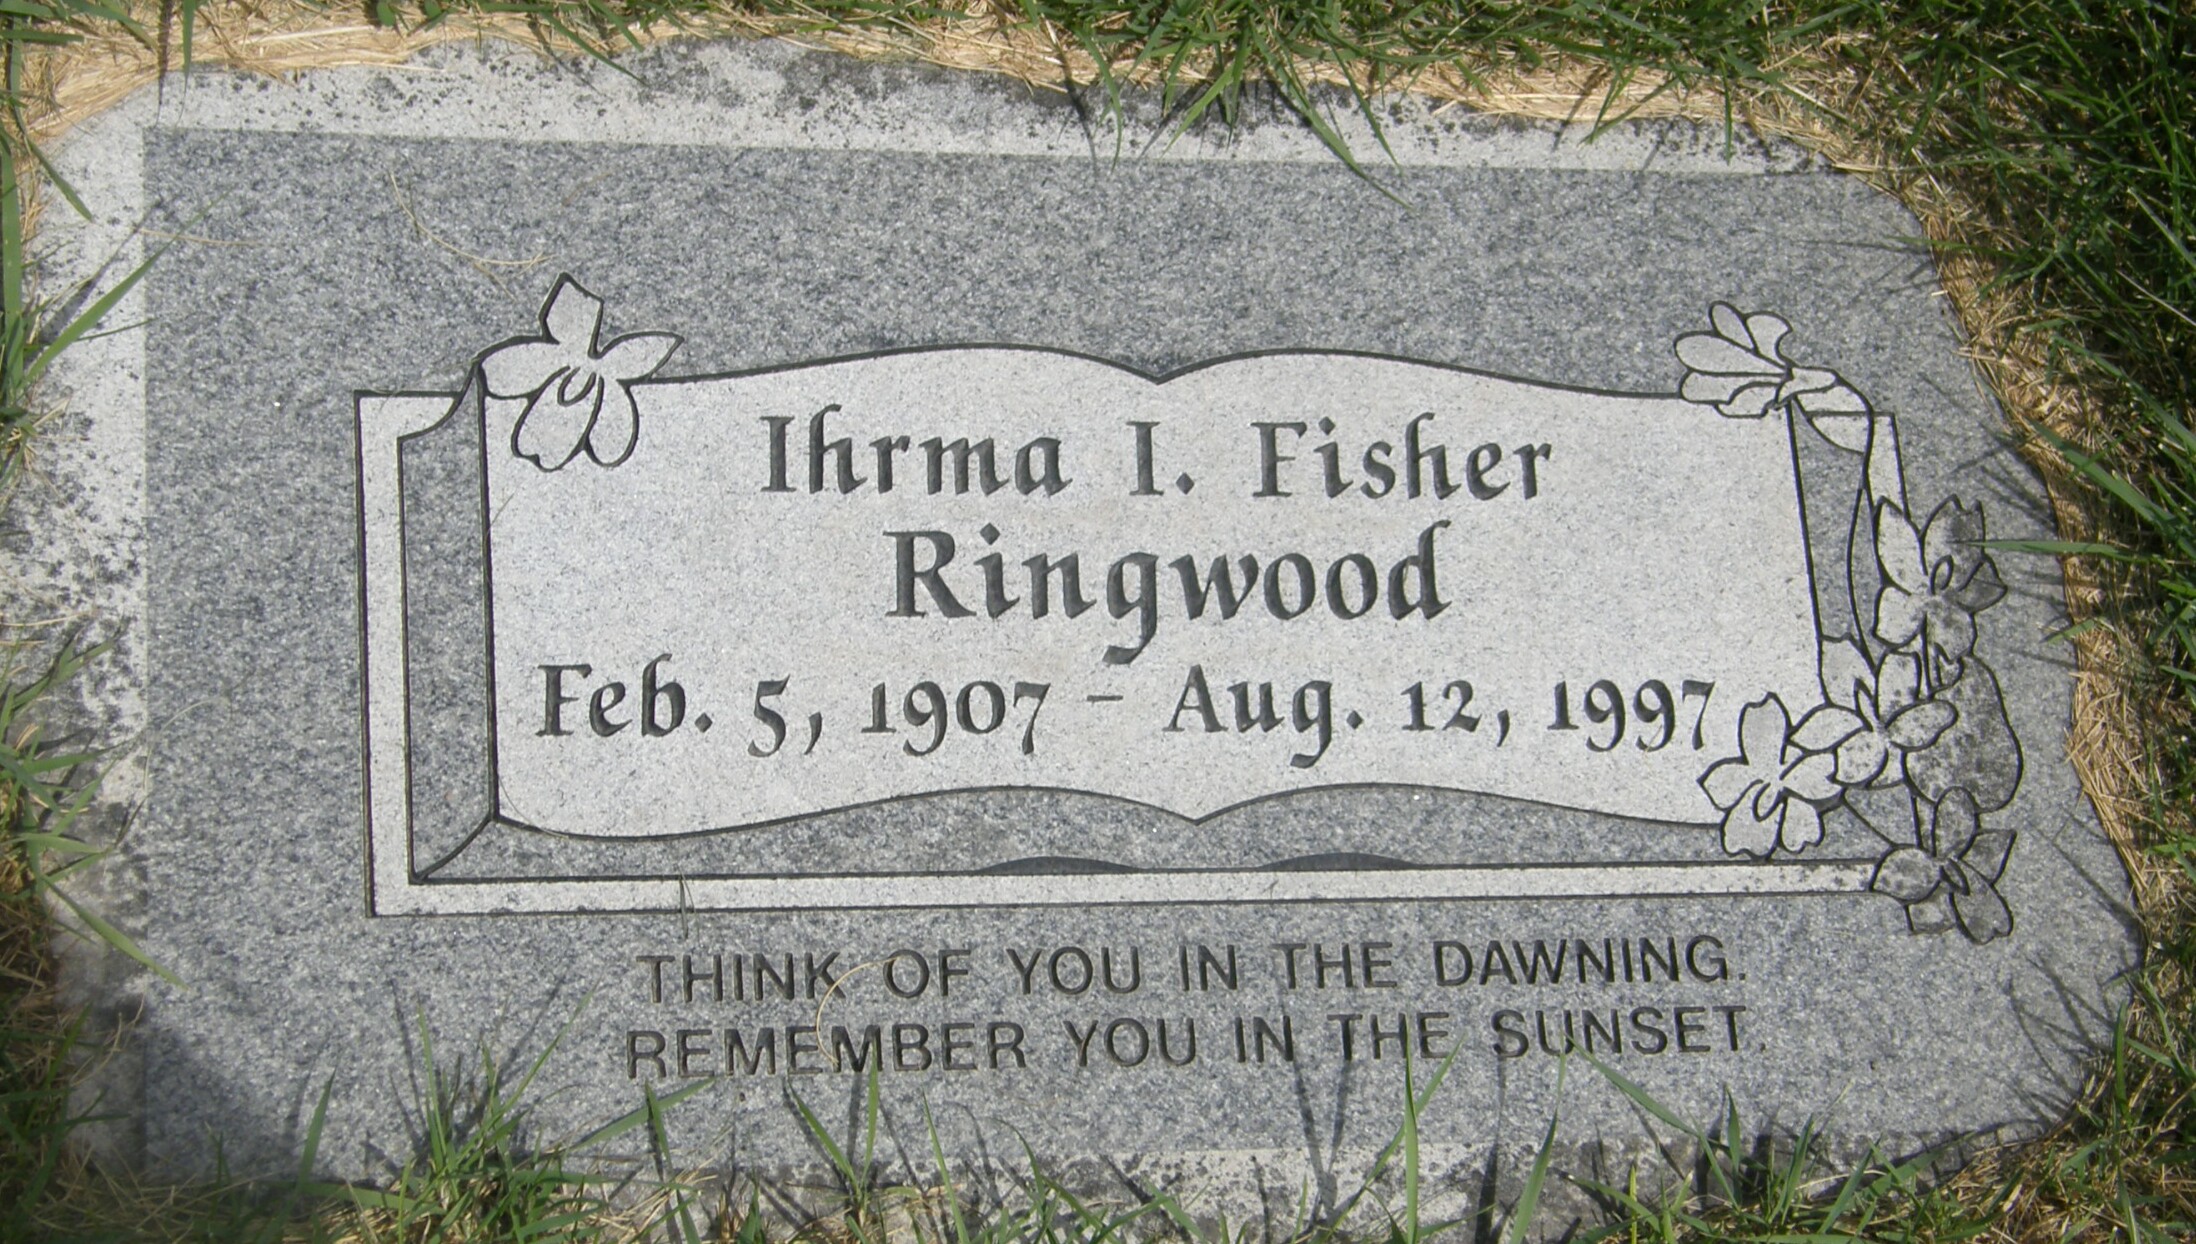 Ihrma I. Fisher
Ringwood
Feb. 5, 1907 - Aug. 12, 1997
THINK OF YOU IN THE DAWNING.
REMEMBER YOU IN THE SUNSET.